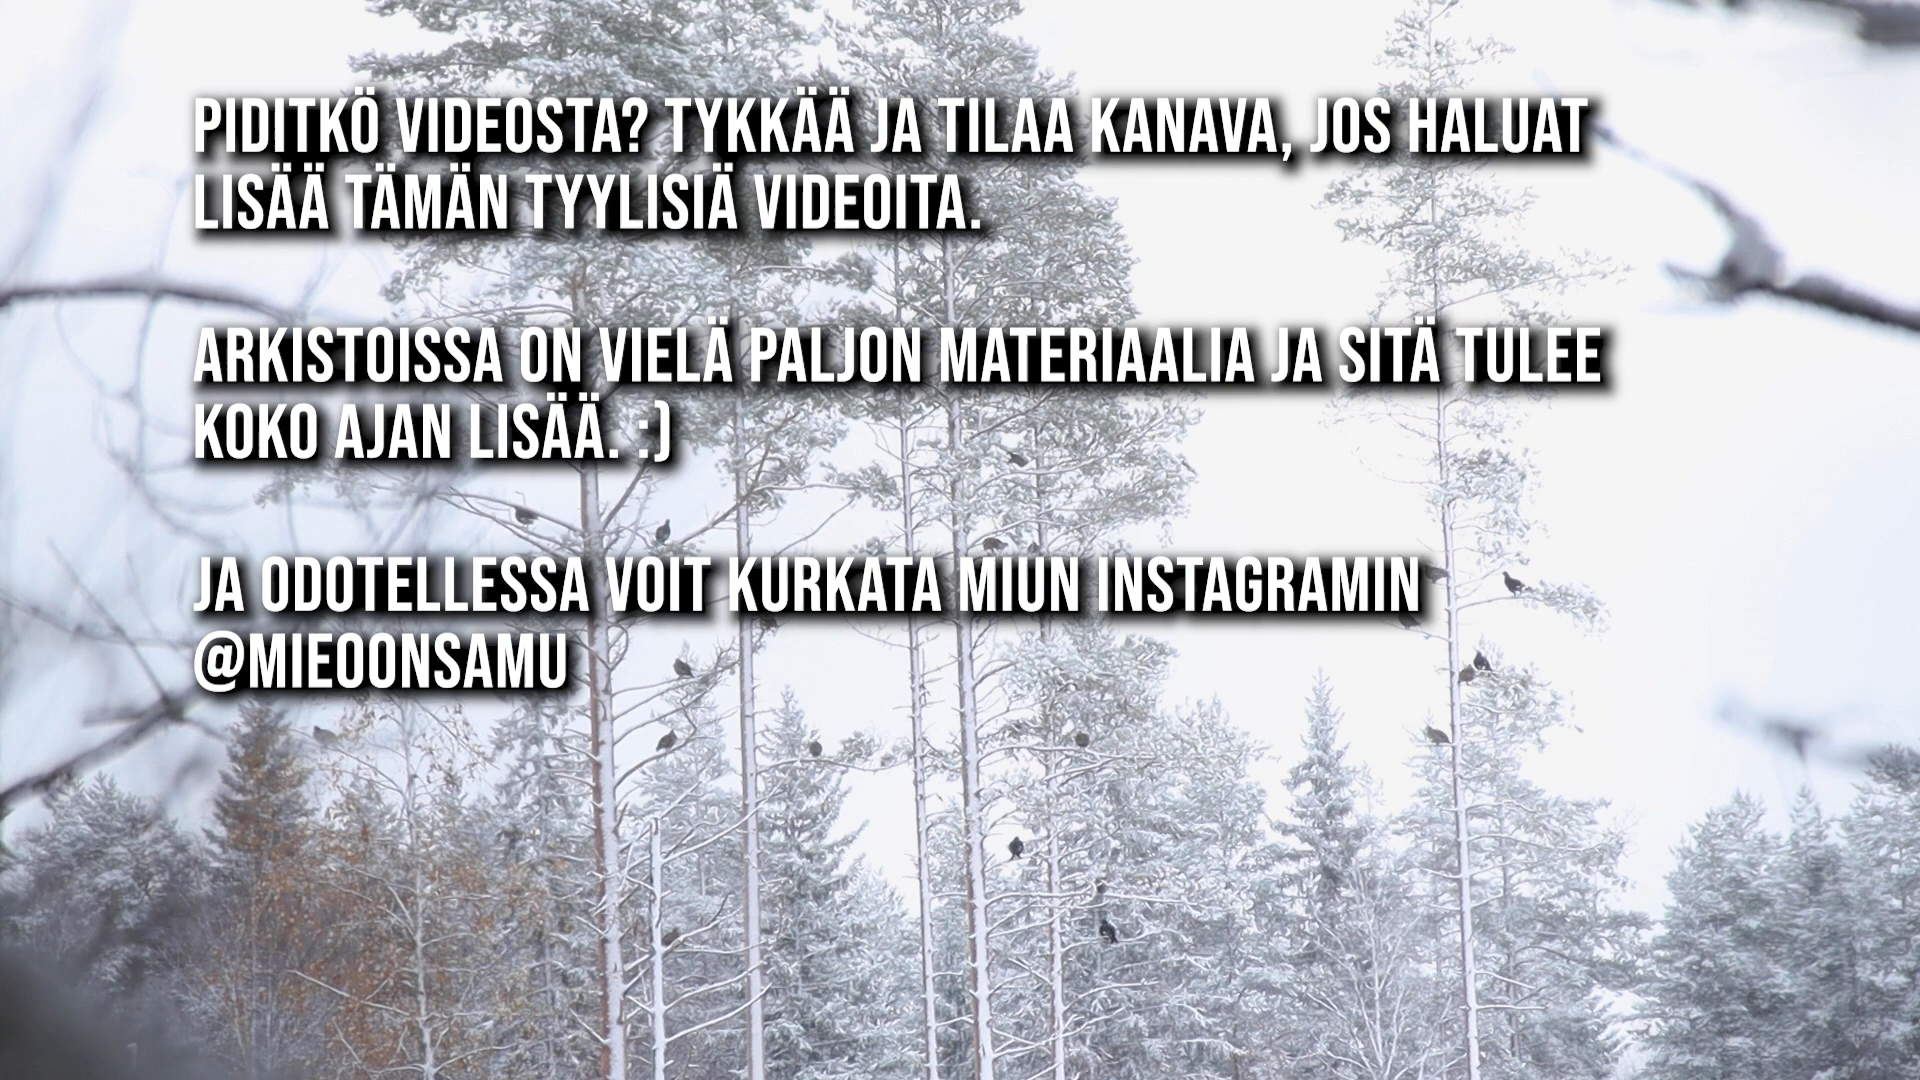 PIDITKÖ VIDEOSTA? TYKKÄÄ JA TILAA KANAVA, JOS HALUAT
LISÄÄ TÄMÄN TYYLISIÄ VIDEOITA.
ARKISTOISSA ON VIELÄ PALJON MATERIAALIA JA SITÄ TULEE
KOKO AJAN LISÄÄ. :)
JA ODOTELLESSA VOIT KURKATA MIUN INSTAGRAMIN
@MIEOONSAMU